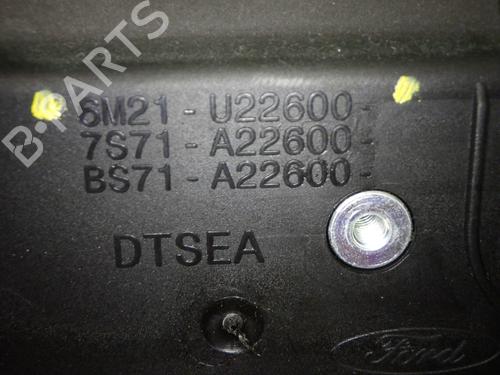 B-PARTS
6M21 - U22600 -
7S71 - A22600 -
BS71 - A22600 -
DTSEA
Ford